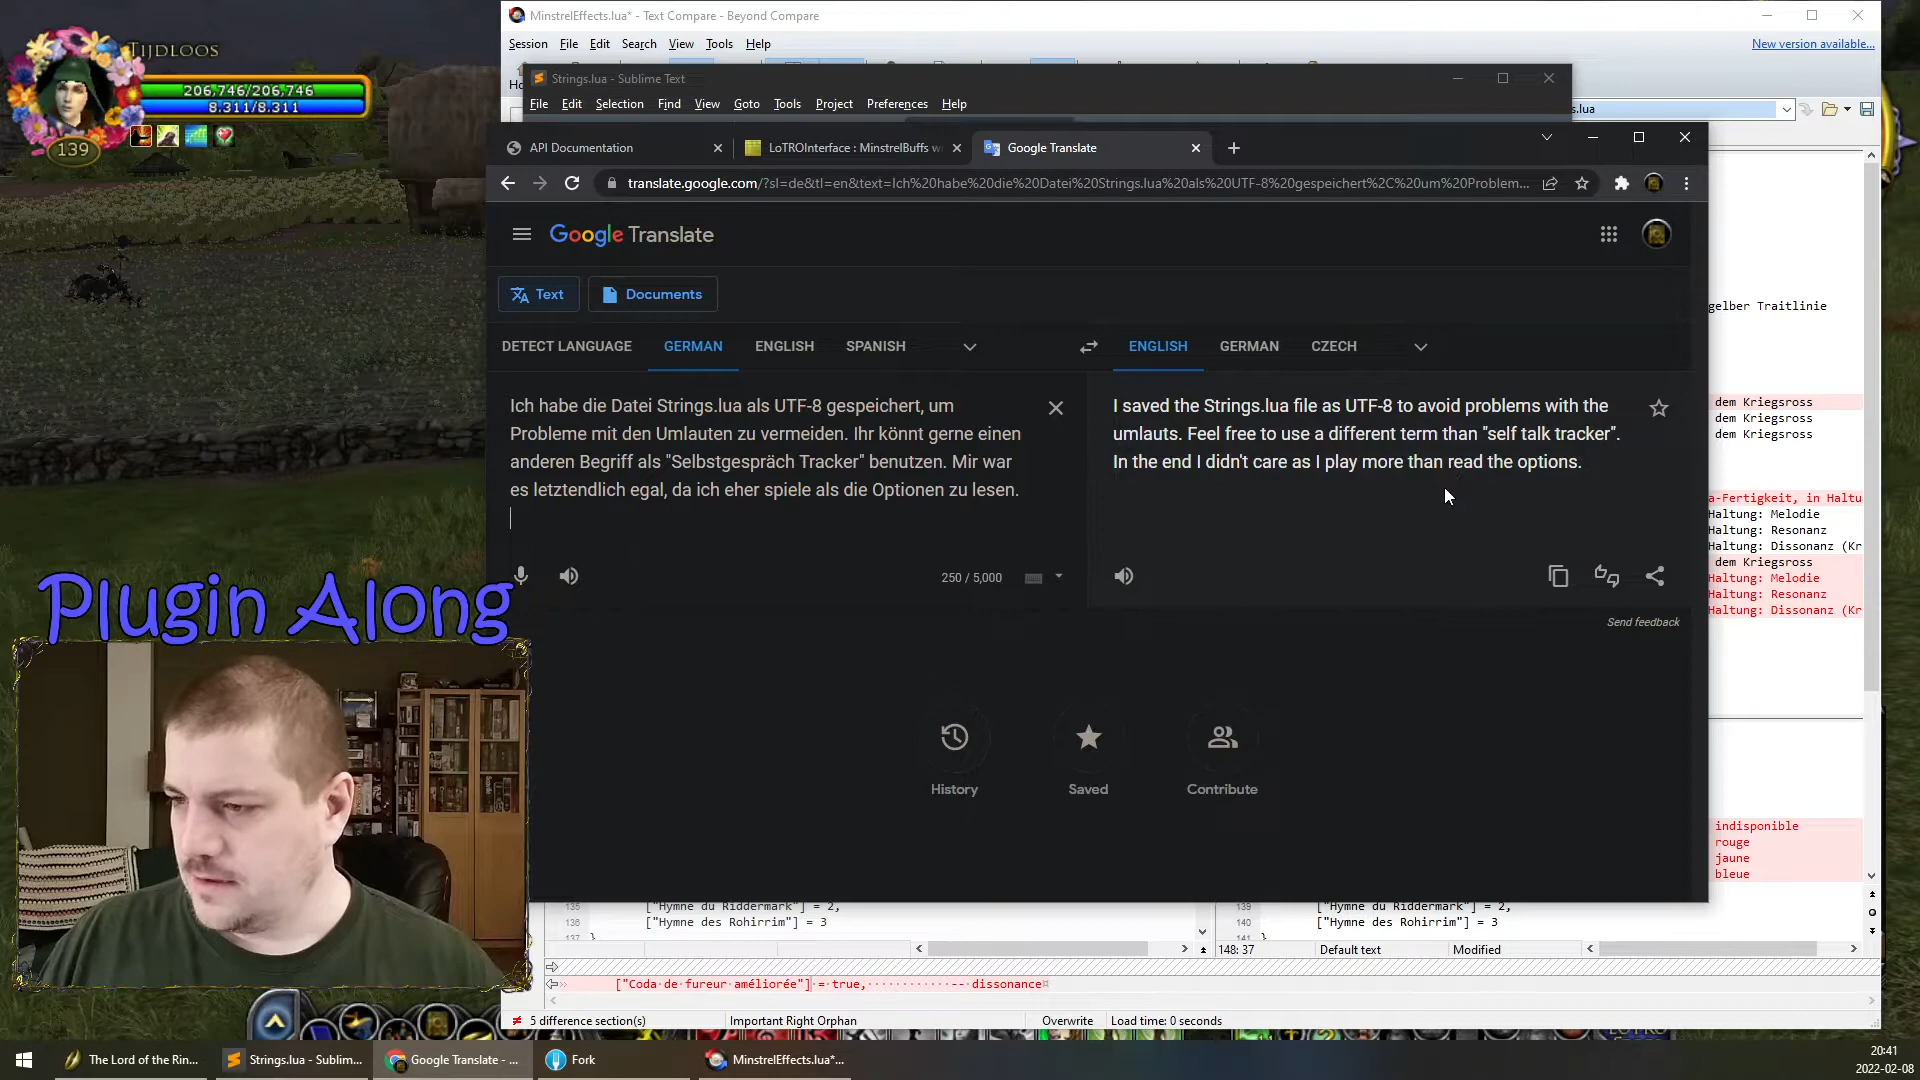 TIJDLOOS
206,746/206,746
8,311/8,311
139
MinstrelEffects.lua* - Text Compare - Beyond Compare
Session File Edit Search View Tools Help
New version available...
Strings.lua - Sublime Text
File Edit Selection Find View Goto Tools Project Preferences Help
s.lua
API Documentation
LoTROInterface : MinstrelBuffs w
Google Translate
translate.google.com/?sl=de&tl=en&text=Ich%20habe%20die%20Datei%20Strings.lua%20als%20UTF-8%20gespeichert%2C%20um%20Problem...
Google Translate
Text
Documents
DETECT LANGUAGE GERMAN ENGLISH SPANISH
ENGLISH GERMAN CZECH
Ich habe die Datei Strings.lua als UTF-8 gespeichert, um
Probleme mit den Umlauten zu vermeiden. Ihr könnt gerne einen
anderen Begriff als "Selbstgespräch Tracker" benutzen. Mir war
es letztendlich egal, da ich eher spiele als die Optionen zu lesen.
250 / 5,000
I saved the Strings.lua file as UTF-8 to avoid problems with the
umlauts. Feel free to use a different term than "self talk tracker".
In the end I didn't care as I play more than read the options.
Send feedback
History
Saved
Contribute
gelber Traitlinie
dem Kriegsross
dem Kriegsross
dem Kriegsross
a-Fertigkeit, in Haltu
Haltung: Melodie
Haltung: Resonanz
Haltung: Dissonanz (Kr
dem Kriegsross
Haltung: Melodie
Haltung: Resonanz
Haltung: Dissonanz (Kr
indisponible
rouge
jaune
bleue
Plugin Along
135 ["Hymne du Riddermark"] = 2,
136 ["Hymne des Rohirrim"] = 3
137 }
139 ["Hymne du Riddermark"] = 2,
140 ["Hymne des Rohirrim"] = 3
141 }
148: 37
Default text
Modified
["Coda·de·fureur·améliorée"]·=·true,············--·dissonance¤
5 difference section(s)
Important Right Orphan
Overwrite
Load time: 0 seconds
The Lord of the Rin...
Strings.lua - Sublim...
Google Translate - ...
Fork
MinstrelEffects.lua*...
20:41
2022-02-08